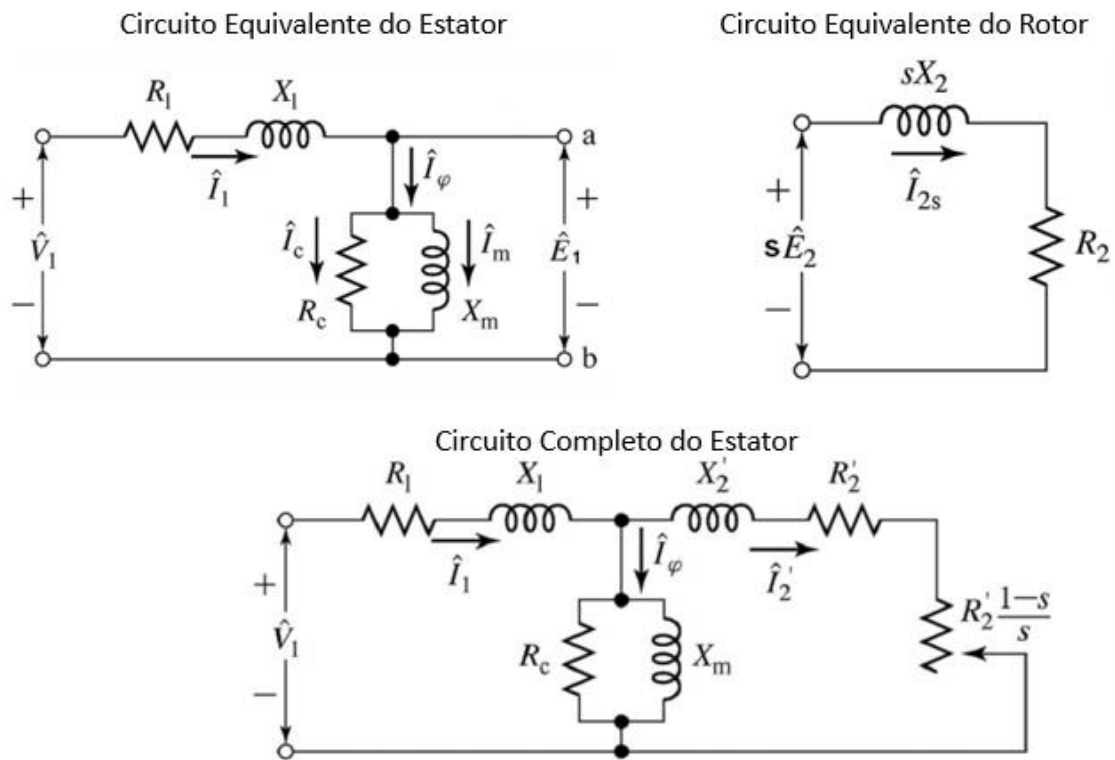 Circuito Equivalente do Estator
R₁
X₁
a
Î₁
Îφ
+
V̂₁
−
Îc
Îm
Rc
Xm
+
Ê₁
−
b
Circuito Equivalente do Rotor
sX₂
+
sÊ₂
−
Î₂s
R₂
Circuito Completo do Estator
R₁
X₁
X₂'
R₂'
Î₁
Îφ
Î₂'
+
V̂₁
−
Rc
Xm
R₂' 1−s/s